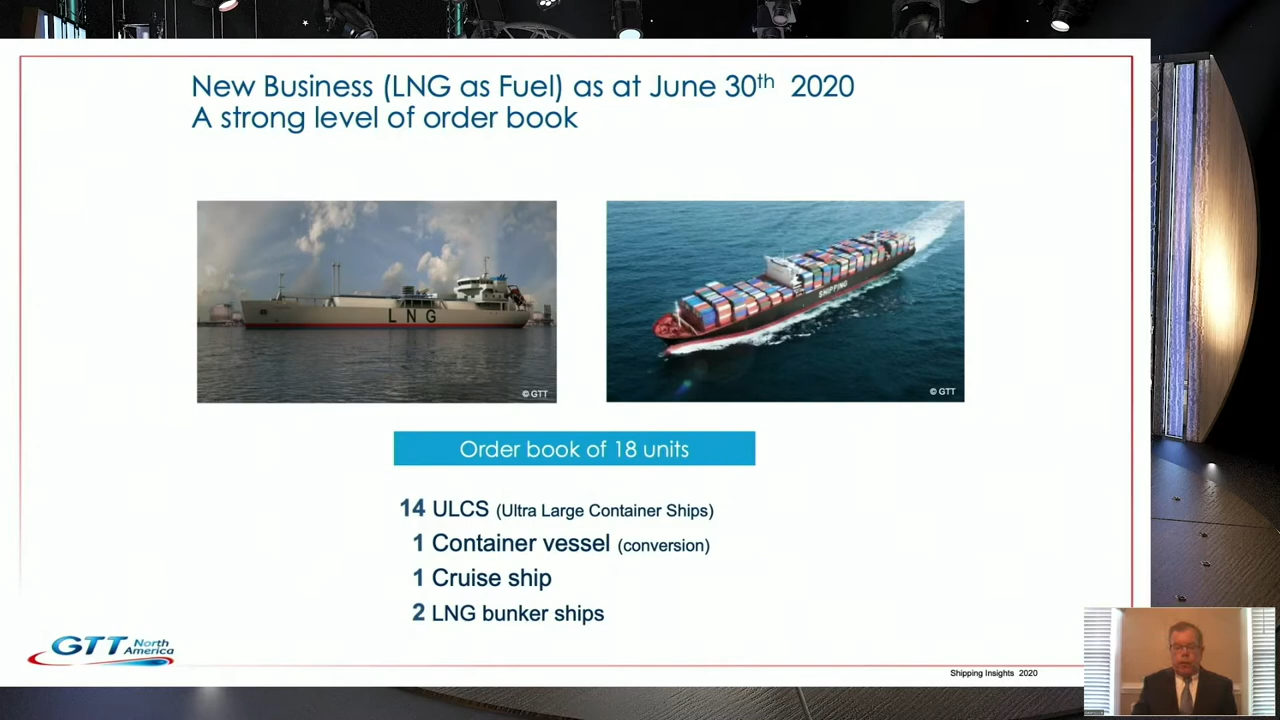 New Business (LNG as Fuel) as at June 30th 2020
A strong level of order book
LNG
© GTT
SHIPPING
© GTT
Order book of 18 units
14 ULCS (Ultra Large Container Ships)
1 Container vessel (conversion)
1 Cruise ship
2 LNG bunker ships
GTT North America
Shipping Insights 2020